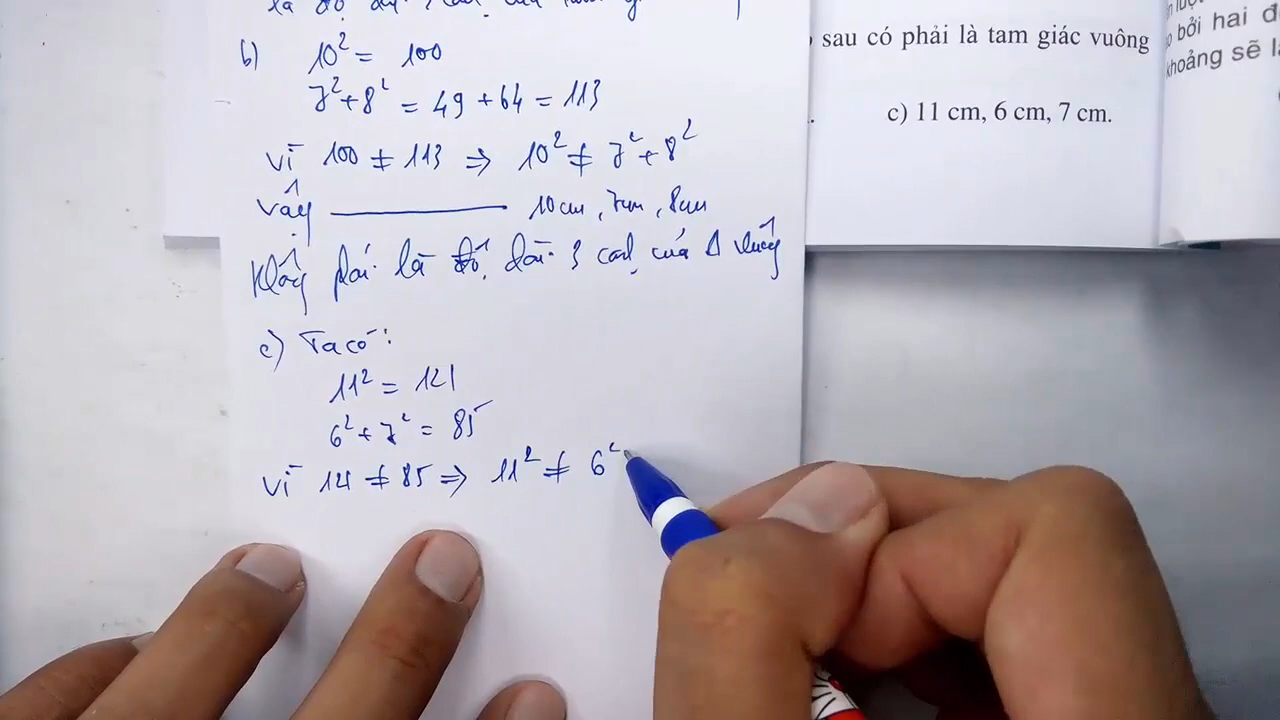 b) 10² = 100
7² + 8² = 49 + 64 = 113
Vì 100 ≠ 113 ⇒ 10² ≠ 7² + 8²
Vậy ———— 10cm, 7cm, 8cm
không phải là độ dài 3 cạnh của Δ vuông
c) Ta có:
11² = 121
6² + 7² = 85
Vì 121 ≠ 85 ⇒ 11² ≠ 6²
sau có phải là tam giác vuông
c) 11 cm, 6 cm, 7 cm.
bởi hai
khoảng sẽ